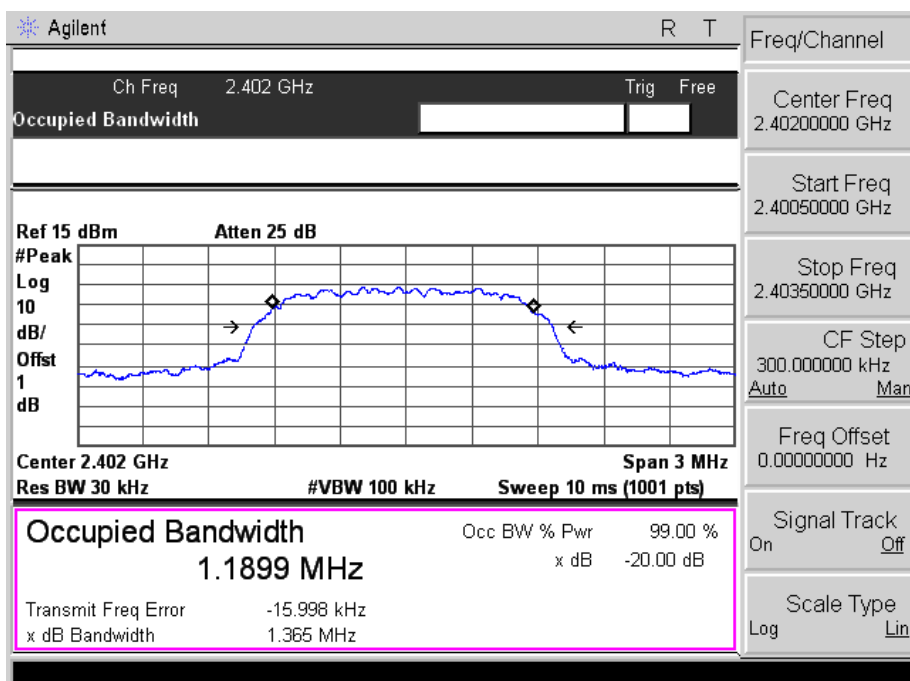 Agilent R T
Ch Freq 2.402 GHz Trig Free
Occupied Bandwidth
Ref 15 dBm Atten 25 dB
#Peak
Log
10
dB/
Offst
1
dB
Center 2.402 GHz Span 3 MHz
Res BW 30 kHz #VBW 100 kHz Sweep 10 ms (1001 pts)
Occupied Bandwidth
1.1899 MHz
Occ BW % Pwr 99.00 %
x dB -20.00 dB
Transmit Freq Error -15.998 kHz
x dB Bandwidth 1.365 MHz
Freq/Channel
Center Freq
2.40200000 GHz
Start Freq
2.40050000 GHz
Stop Freq
2.40350000 GHz
CF Step
300.000000 kHz
Auto Man
Freq Offset
0.00000000 Hz
Signal Track
On Off
Scale Type
Log Lin